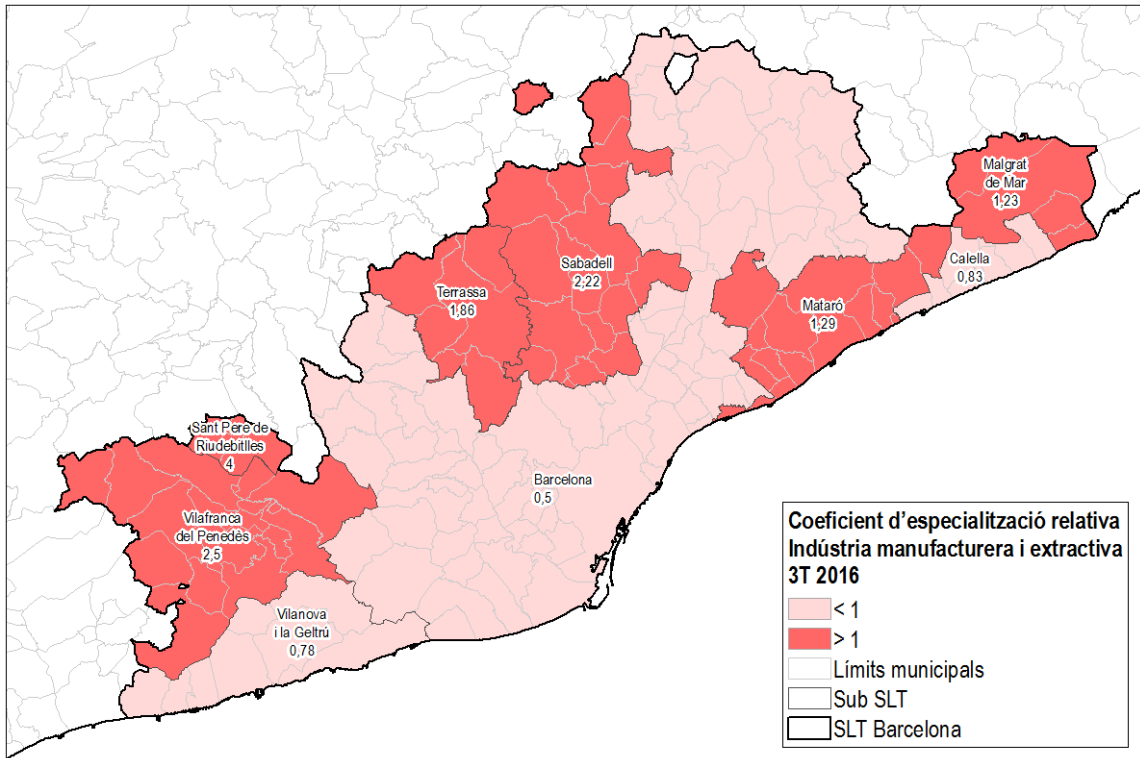 Malgrat
de Mar
1,23
Calella
0,83
Sabadell
2,22
Terrassa
1,86
Mataró
1,29
Sant Pere de
Riudebitlles
4
Barcelona
0,5
Vilafranca
del Penedès
2,5
Vilanova
i la Geltrú
0,78
Coeficient d'especialització relativa
Indústria manufacturera i extractiva
3T 2016
< 1
> 1
Límits municipals
Sub SLT
SLT Barcelona